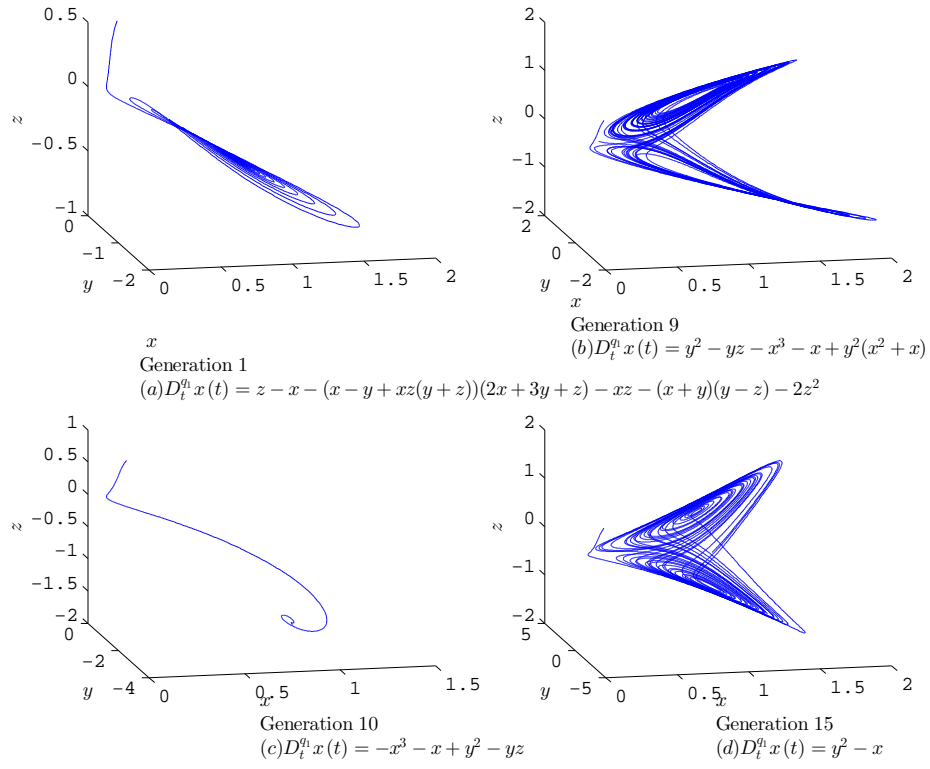 0.5
0
−0.5
−1
z
0
−1
−2
y
0
0.5
1
1.5
2
x
Generation 1
(a)D_t^{q_1} x(t) = z − x − (x − y + xz(y + z))(2x + 3y + z) − xz − (x + y)(y − z) − 2z^2
2
1
0
−1
−2
z
2
0
−2
y
0
0.5
1
1.5
2
x
Generation 9
(b)D_t^{q_1} x(t) = y^2 − yz − x^3 − x + y^2(x^2 + x)
1
0.5
0
−0.5
−1
−1.5
−2
z
0
−2
−4
y
0
0.5
1
1.5
x
Generation 10
(c)D_t^{q_1} x(t) = −x^3 − x + y^2 − yz
2
1
0
−1
−2
z
5
0
−5
y
0
0.5
1
1.5
2
x
Generation 15
(d)D_t^{q_1} x(t) = y^2 − x